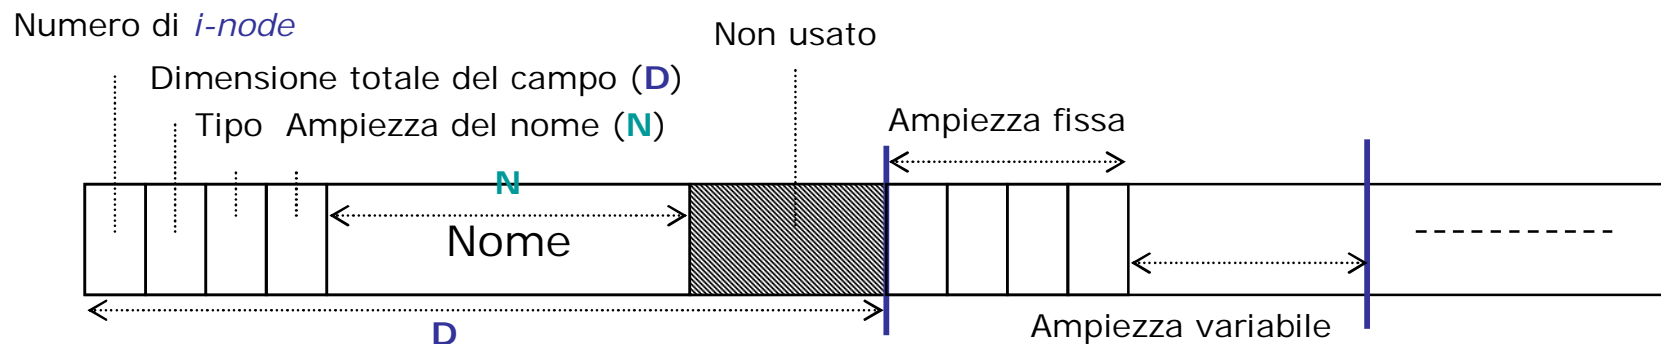 Numero di i-node
Non usato
Dimensione totale del campo (D)
Tipo Ampiezza del nome (N)
Ampiezza fissa
N
Nome
D
Ampiezza variabile